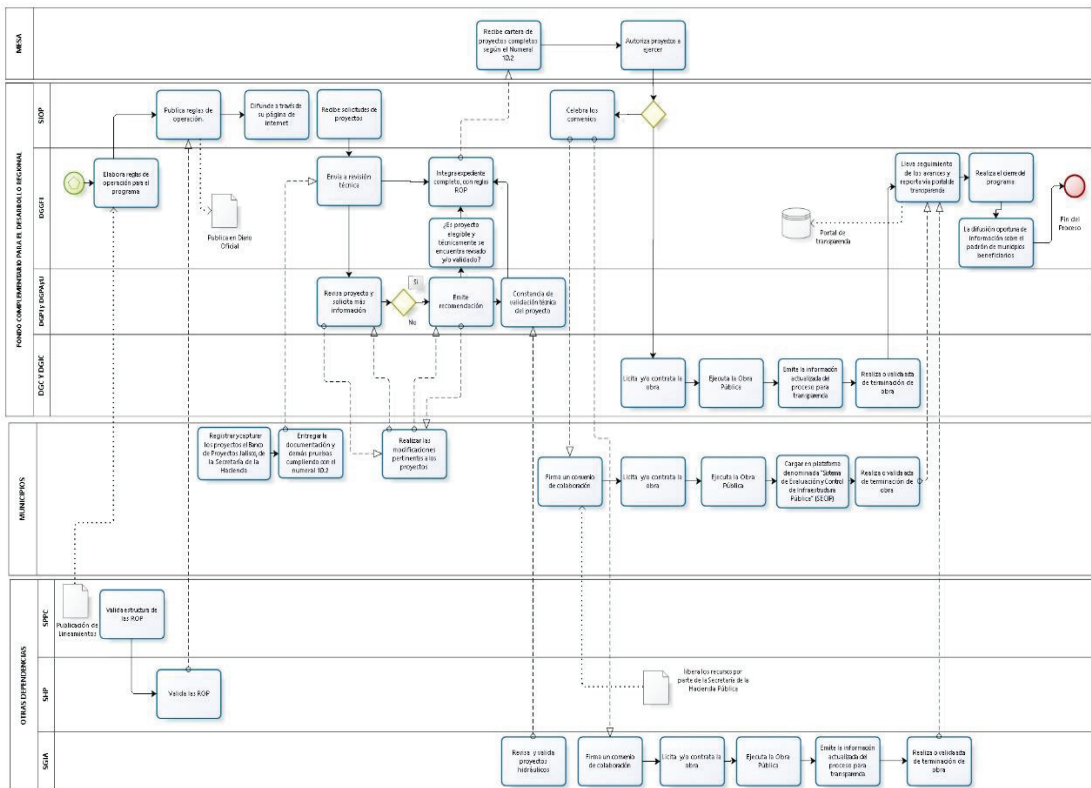 MESA
Recibe cartera de
proyectos completos
según el Numeral
10.2
Autoriza proyectos a
ejercer
FONDO COMPLEMENTARIO PARA EL DESARROLLO REGIONAL
SIOP
Publica reglas de
operación.
Difunde a través de
su página de
internet
Recibe solicitudes de
proyectos
Celebra los
convenios
DGGFI
Elabora reglas de
operación para el
programa
Publica en Diario
Oficial
Envía a revisión
técnica
Integra expediente
completo, con reglas
ROP
¿Es proyecto
elegible y
técnicamente se
encuentra revisado
y/o validado?
Portal de
transparencia
Lleva seguimiento
de los avances y
reporta vía portal de
transparencia
Realiza el cierre del
programa
La difusión oportuna de
información sobre el
padrón de municipios
beneficiarios
Fin del
Proceso
Revisa proyecto y
solicita más
información
Si
No
Emite
recomendación
Constancia de
validación técnica
del proyecto
Licita y/o contrata la
obra
Ejecuta la Obra
Pública
Emite la información
actualizada del
proceso para
transparencia
Realiza o valida acta
de terminación de
obra
MUNICIPIOS
Registrar y capturar
los proyectos el Banco
de Proyectos Jalisco, de
la Secretaría de la
Hacienda
Entregar la
documentación y
demás pruebas
cumpliendo con el
numeral 10.2
Realizar las
modificaciones
pertinentes a los
proyectos
Firma un convenio
de colaboración
Licita y/o contrata la
obra
Ejecuta la Obra
Pública
Cargar en plataforma
denominada "Sistema
de Evaluación y Control
de Infraestructura
Pública" (SECIP)
Realiza o valida acta
de terminación de
obra
OTRAS DEPENDENCIAS
SPPC
Publicación de
Lineamientos
Valida estructura de
las ROP
SHP
Valida las ROP
libera los recursos por
parte de la Secretaría de la
Hacienda Pública
SGIA
Revisa y valida
proyectos
hidráulicos
Firma un convenio
de colaboración
Licita y/o contrata la
obra
Ejecuta la Obra
Pública
Emite la información
actualizada del
proceso para
transparencia
Realiza o valida acta
de terminación de
obra